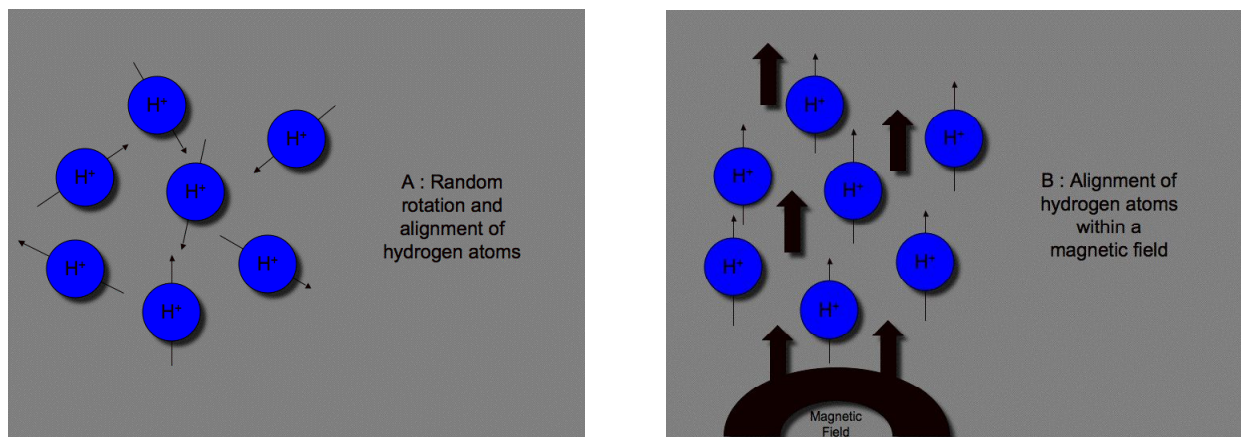 H⁺
H⁺
H⁺
H⁺
H⁺
H⁺
H⁺
A : Random
rotation and
alignment of
hydrogen atoms
H⁺
H⁺
H⁺
H⁺
H⁺
H⁺
H⁺
B : Alignment of
hydrogen atoms
within a
magnetic field
Magnetic
Field